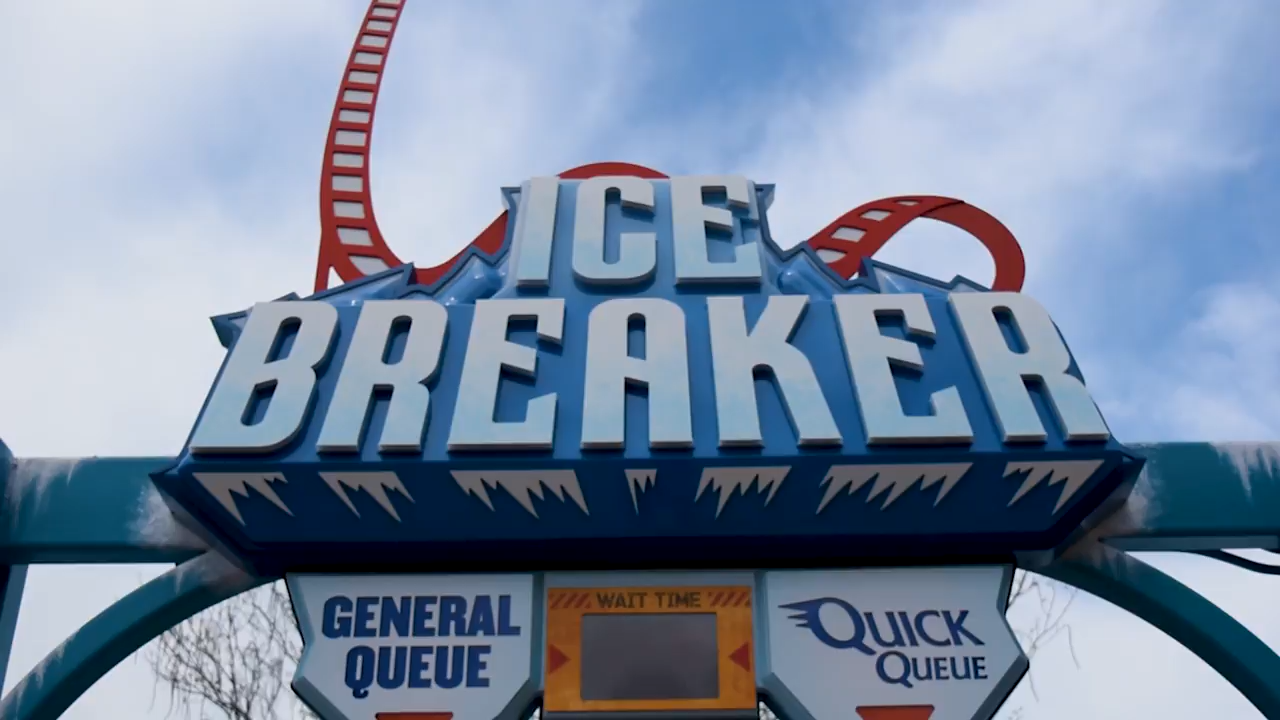 ICE
BREAKER
GENERAL
QUEUE
WAIT TIME
QUICK
QUEUE